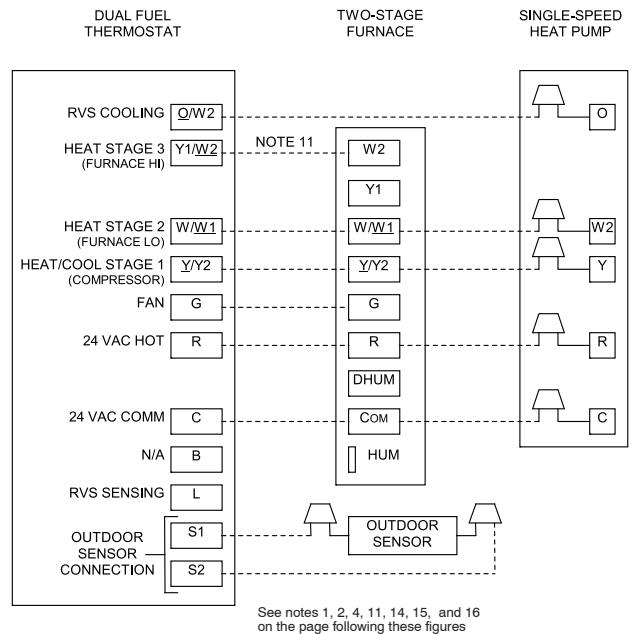 DUAL FUEL
THERMOSTAT
TWO-STAGE
FURNACE
SINGLE-SPEED
HEAT PUMP
RVS COOLING O/W2 O
HEAT STAGE 3 Y1/W2 NOTE 11 W2
(FURNACE HI)
Y1
HEAT STAGE 2 W/W1 W/W1 W2
(FURNACE LO)
HEAT/COOL STAGE 1 Y/Y2 Y/Y2 Y
(COMPRESSOR)
FAN G G
24 VAC HOT R R R
DHUM
24 VAC COMM C COM C
N/A B HUM
RVS SENSING L
OUTDOOR
SENSOR
CONNECTION
S1
S2
OUTDOOR
SENSOR
See notes 1, 2, 4, 11, 14, 15, and 16
on the page following these figures